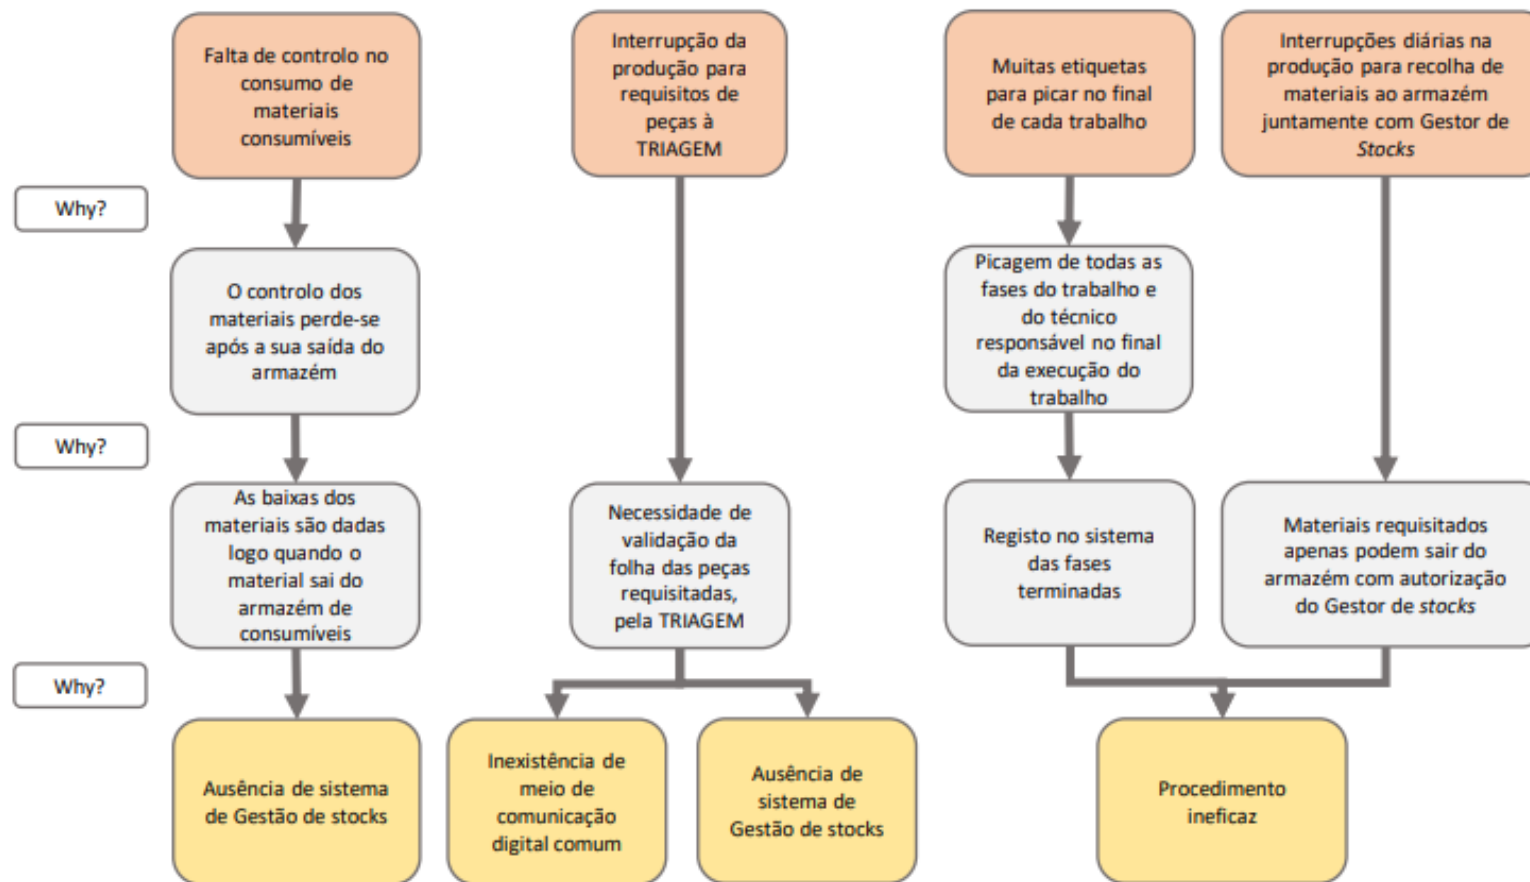 Falta de controlo no
consumo de
materiais
consumíveis
Interrupção da
produção para
requisitos de
peças à
TRIAGEM
Muitas etiquetas
para picar no final
de cada trabalho
Interrupções diárias na
produção para recolha de
materiais ao armazém
juntamente com Gestor de
Stocks
Why?
O controlo dos
materiais perde-se
após a sua saída do
armazém
Picagem de todas as
fases do trabalho e
do técnico
responsável no final
da execução do
trabalho
Why?
As baixas dos
materiais são dadas
logo quando o
material sai do
armazém de
consumíveis
Necessidade de
validação da
folha das peças
requisitadas,
pela TRIAGEM
Registo no sistema
das fases
terminadas
Materiais requisitados
apenas podem sair do
armazém com autorização
do Gestor de stocks
Why?
Ausência de sistema
de Gestão de stocks
Inexistência de
meio de
comunicação
digital comum
Ausência de
sistema de
Gestão de stocks
Procedimento
ineficaz